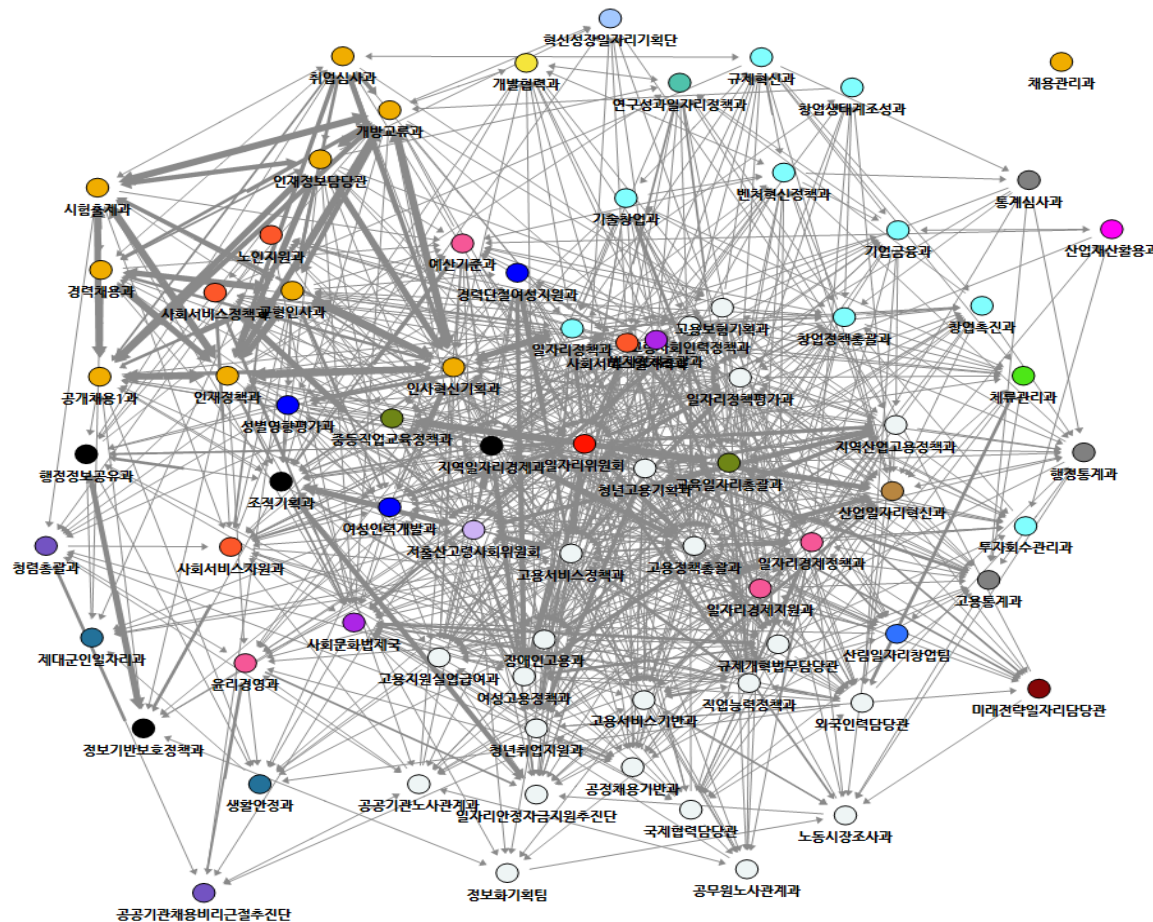 혁신성장일자리기획단
취업심사과
개발협력과
규제혁신과
채용관리과
연구성과일자리정책과
창업생태계조성과
개방교류과
인재정보담당관
벤처혁신정책과
통계심사과
시험출제과
기술창업과
노인지원과
예산기준과
기업금융과
산업재산활용과
경력채용과
경력단절여성지원과
사회서비스정책과
균형인사과
고용보험기획과
창업정책총괄과
창업촉진과
일자리정책과
인사혁신기획과
일자리정책평가과
공개채용1과
인재정책과
체류관리과
성별영향평가과
중등직업교육정책과
지역산업고용정책과
행정정보공유과
지역일자리경제과
일자리위원회
교육일자리총괄과
행정통계과
청년고용기획과
조직기획과
산업일자리혁신과
여성인력개발과
저출산고령사회위원회
투자회수관리과
청렴총괄과
사회서비스자원과
고용서비스정책과
고용정책총괄과
일자리경제정책과
고용통계과
일자리경제지원과
제대군인일자리과
사회문화법제국
장애인고용과
규제개혁법무담당관
산림일자리창업팀
윤리경영과
고용지원실업급여과
여성고용정책과
직업능력정책과
미래전략일자리담당관
고용서비스기반과
외국인력담당관
정보기반보호정책과
청년취업지원과
생활안정과
공공기관노사관계과
공정채용기반과
일자리안정자금지원추진단
국제협력담당관
노동시장조사과
정보화기획팀
공무원노사관계과
공공기관채용비리근절추진단